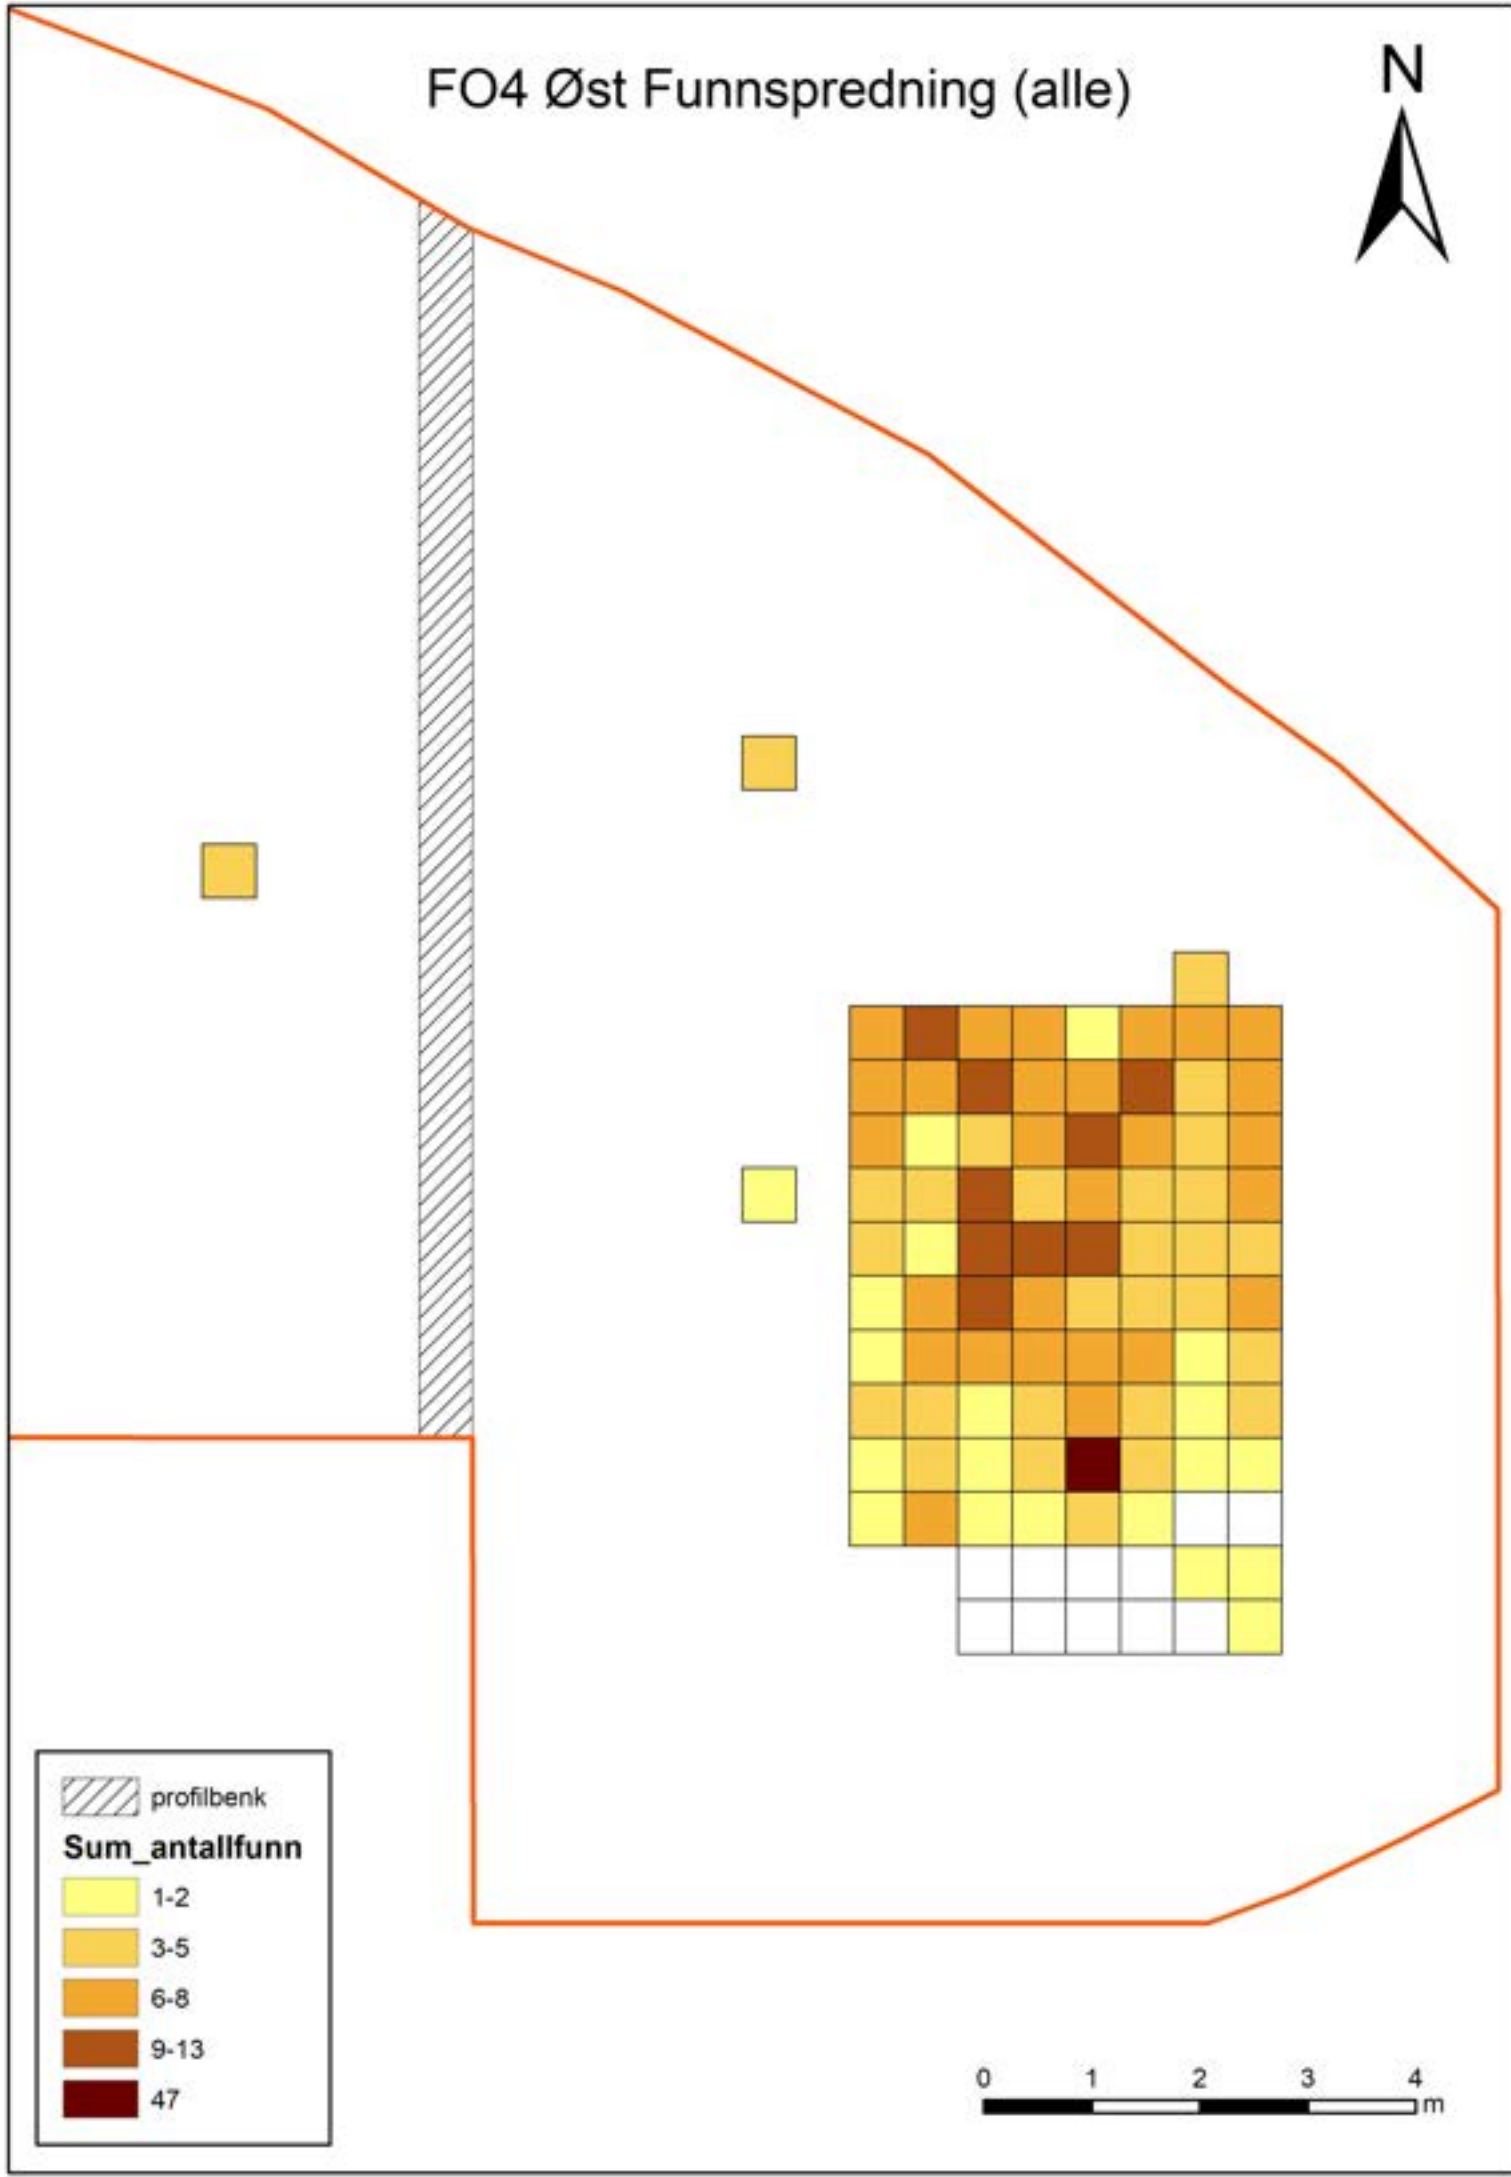 FO4 Øst Funnspredning (alle)
N
profilbenk
Sum_antallfunn
1-2
3-5
6-8
9-13
47
0 1 2 3 4
m